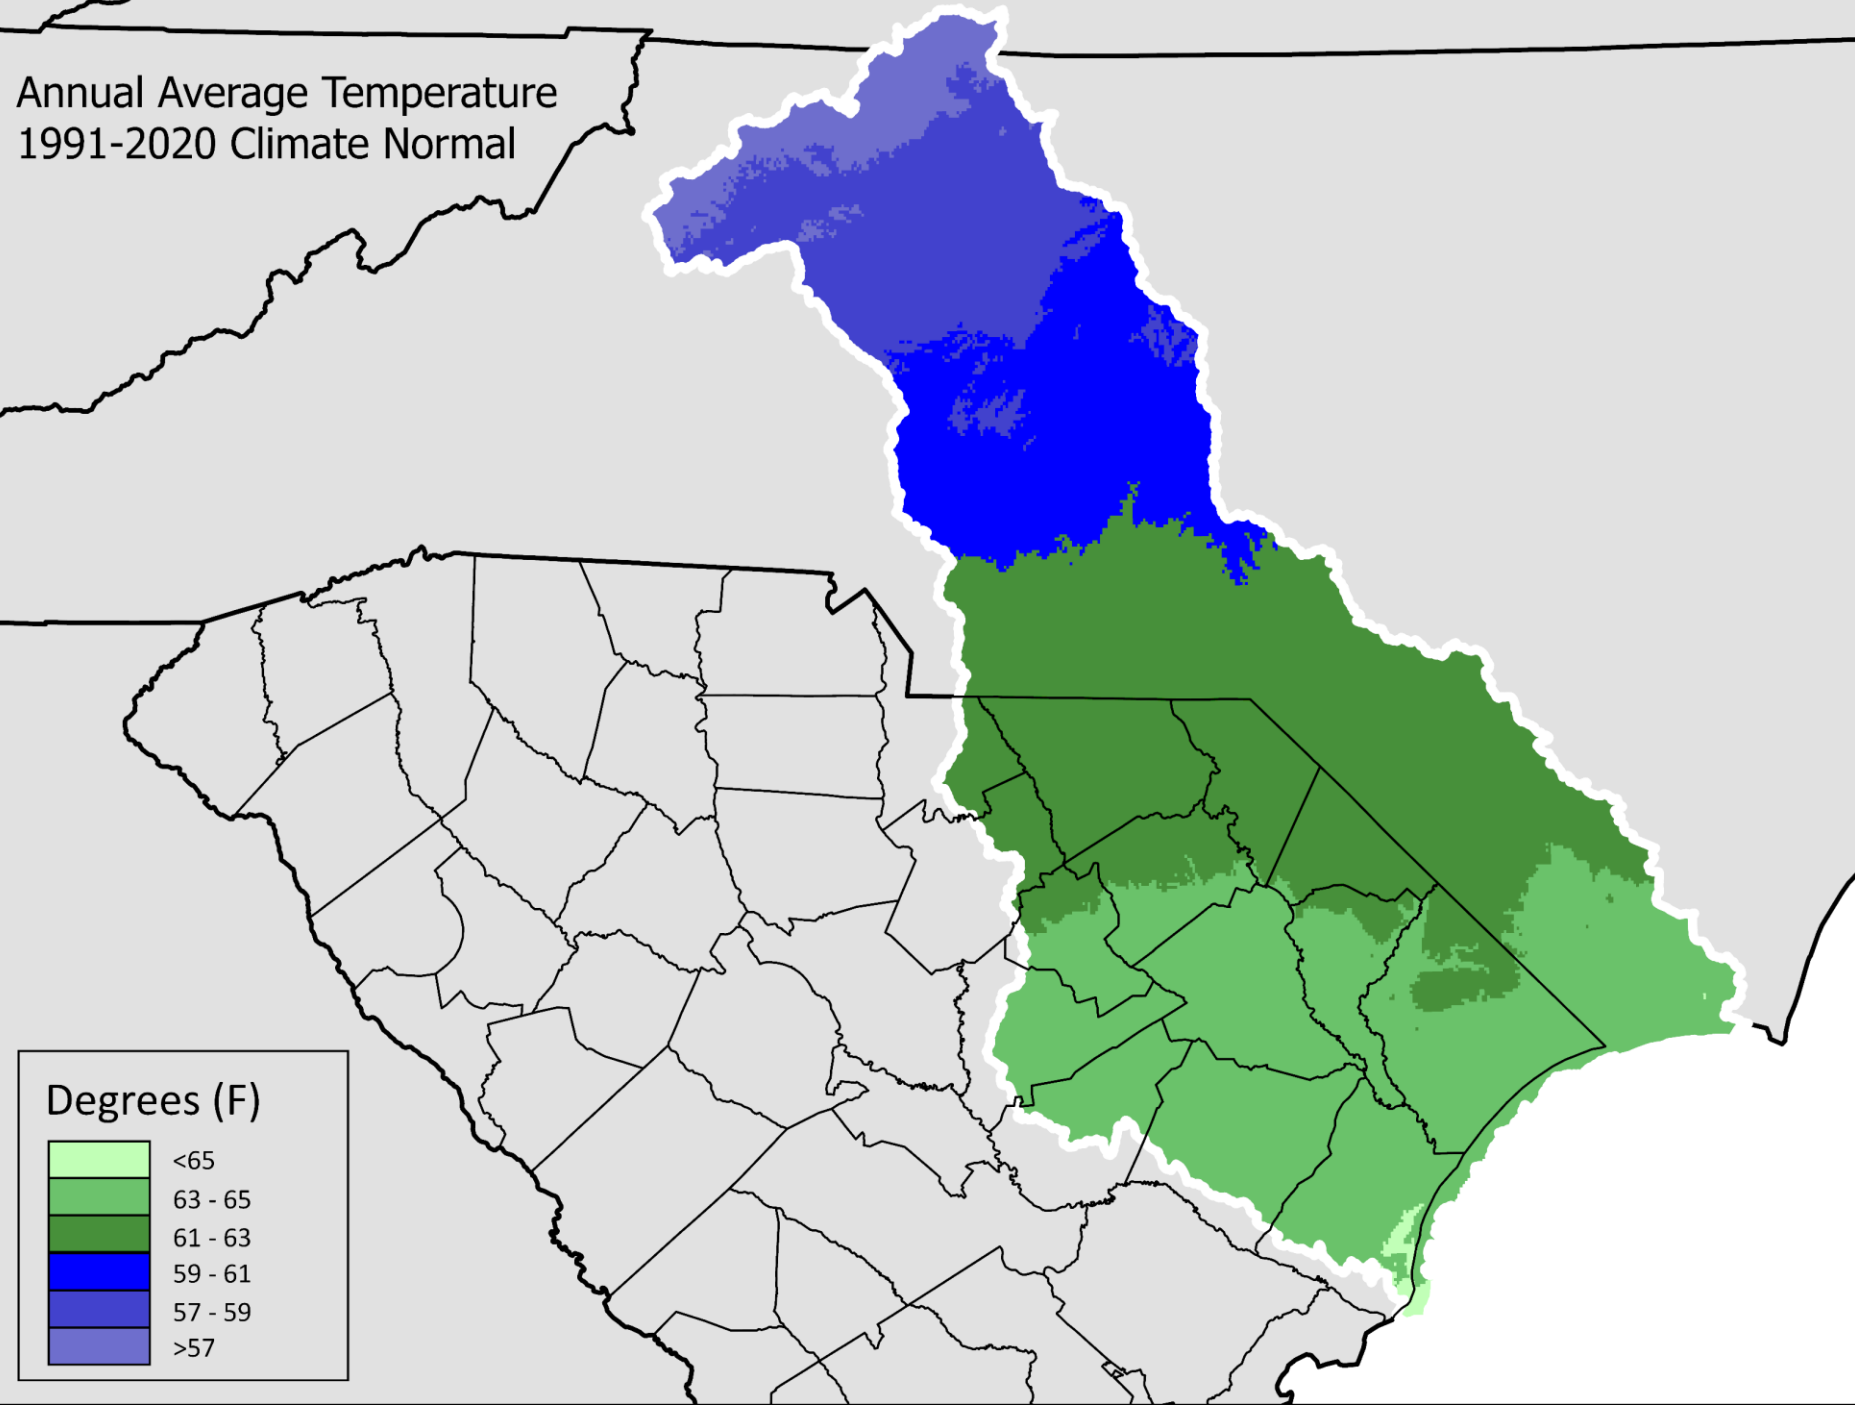 Annual Average Temperature
1991-2020 Climate Normal
Degrees (F)
<65
63 - 65
61 - 63
59 - 61
57 - 59
>57